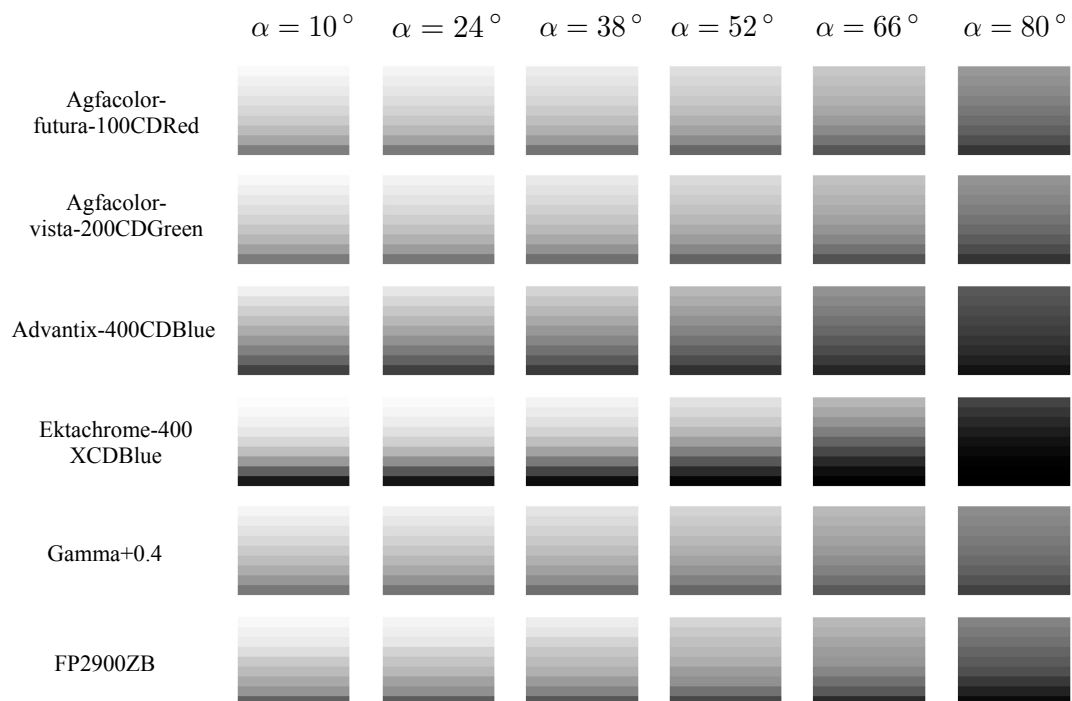 α = 10° α = 24° α = 38° α = 52° α = 66° α = 80°
Agfacolor-
futura-100CDRed
Agfacolor-
vista-200CDGreen
Advantix-400CDBlue
Ektachrome-400
XCDBlue
Gamma+0.4
FP2900ZB